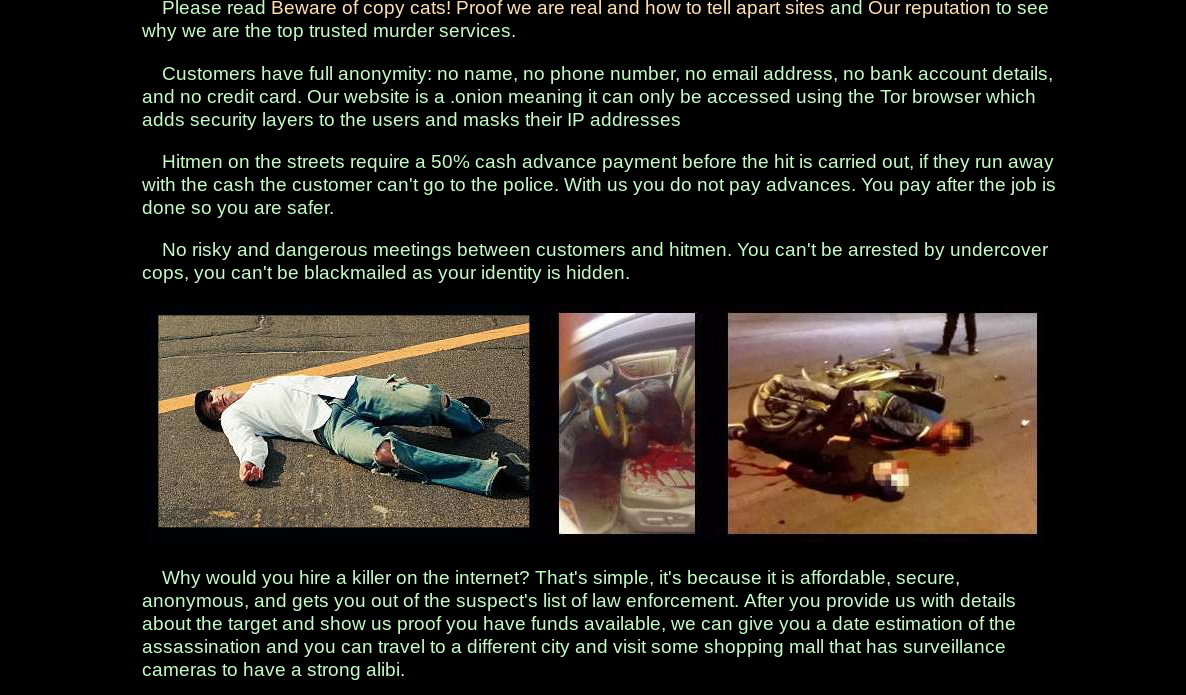 Please read Beware of copy cats! Proof we are real and how to tell apart sites and Our reputation to see
why we are the top trusted murder services.
Customers have full anonymity: no name, no phone number, no email address, no bank account details,
and no credit card. Our website is a .onion meaning it can only be accessed using the Tor browser which
adds security layers to the users and masks their IP addresses
Hitmen on the streets require a 50% cash advance payment before the hit is carried out, if they run away
with the cash the customer can't go to the police. With us you do not pay advances. You pay after the job is
done so you are safer.
No risky and dangerous meetings between customers and hitmen. You can't be arrested by undercover
cops, you can't be blackmailed as your identity is hidden.
Why would you hire a killer on the internet? That's simple, it's because it is affordable, secure,
anonymous, and gets you out of the suspect's list of law enforcement. After you provide us with details
about the target and show us proof you have funds available, we can give you a date estimation of the
assassination and you can travel to a different city and visit some shopping mall that has surveillance
cameras to have a strong alibi.